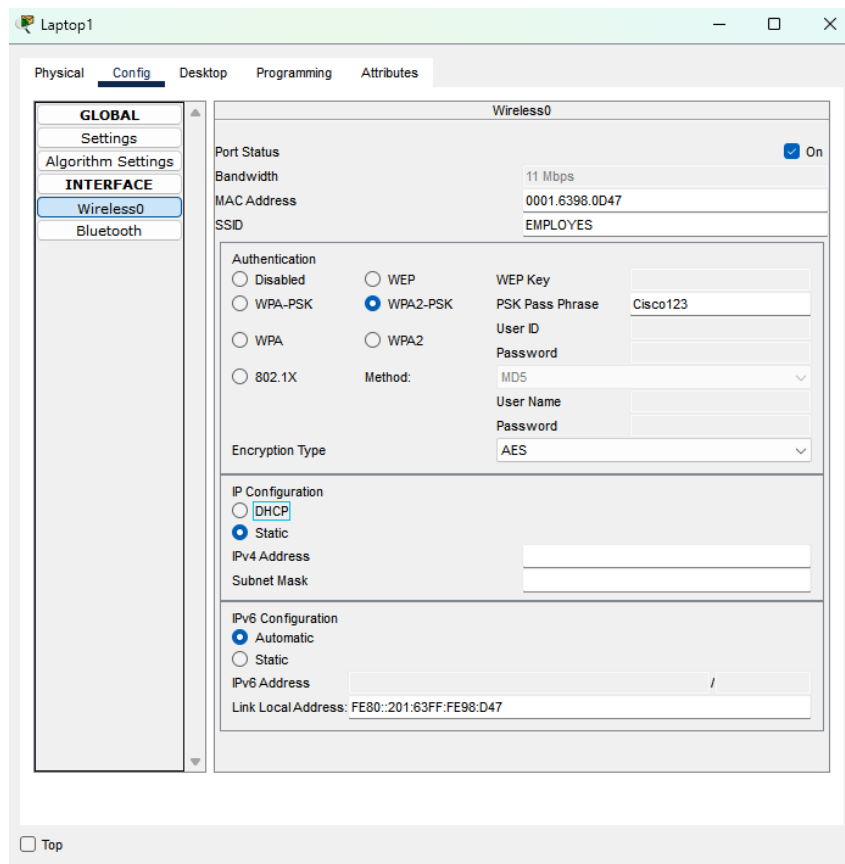 Laptop1
Physical Config Desktop Programming Attributes
GLOBAL
Settings
Algorithm Settings
INTERFACE
Wireless0
Bluetooth
Wireless0
Port Status On
Bandwidth 11 Mbps
MAC Address 0001.6398.0D47
SSID EMPLOYES
Authentication
Disabled WEP WEP Key
WPA-PSK WPA2-PSK PSK Pass Phrase Cisco123
User ID
WPA WPA2
Password
802.1X Method: MD5
User Name
Password
Encryption Type AES
IP Configuration
DHCP
Static
IPv4 Address
Subnet Mask
IPv6 Configuration
Automatic
Static
IPv6 Address /
Link Local Address: FE80::201:63FF:FE98:D47
Top